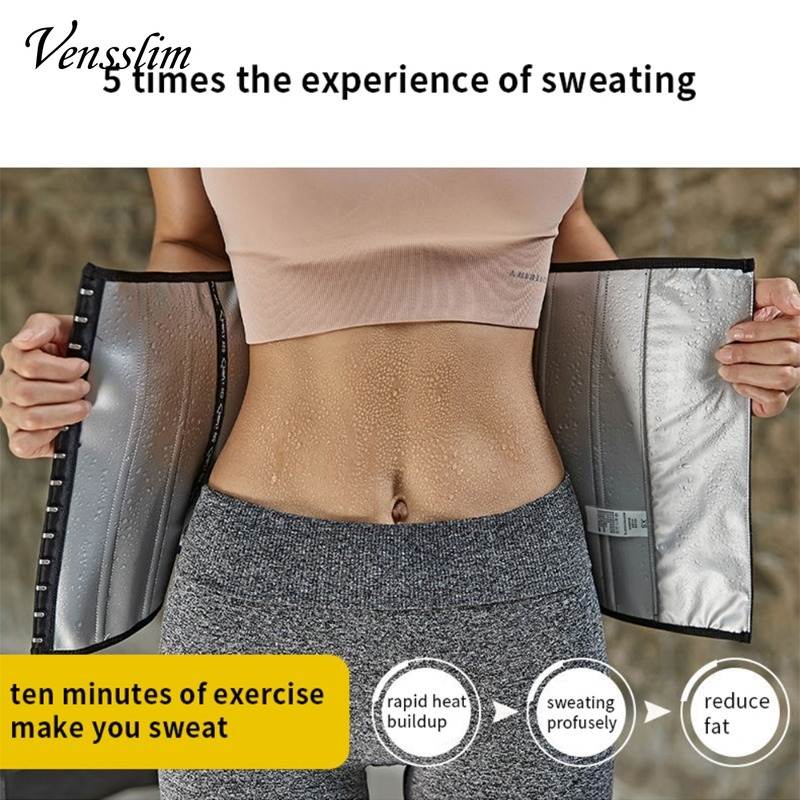 Vensslim
5 times the experience of sweating
ten minutes of exercise
make you sweat
rapid heat
buildup
sweating
profusely
reduce
fat
XS